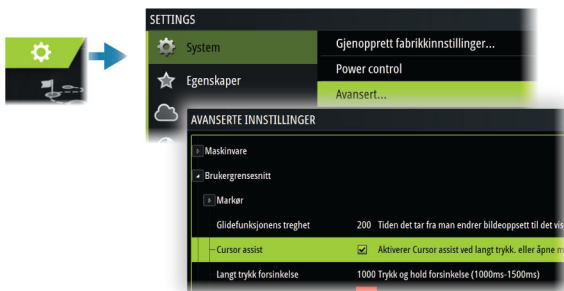 SETTINGS
System
Egenskaper
Gjenopprett fabrikkinnstillinger...
Power control
Avansert...
AVANSERTE INNSTILLINGER
Maskinvare
Brukergrensesnitt
Markør
Glidefunksjonens treghet 200 Tiden det tar fra man endrer bildeoppsett til det vis
Cursor assist Aktiverer Cursor assist ved langt trykk. eller åpne m
Langt trykk forsinkelse 1000 Trykk og hold forsinkelse (1000ms-1500ms)